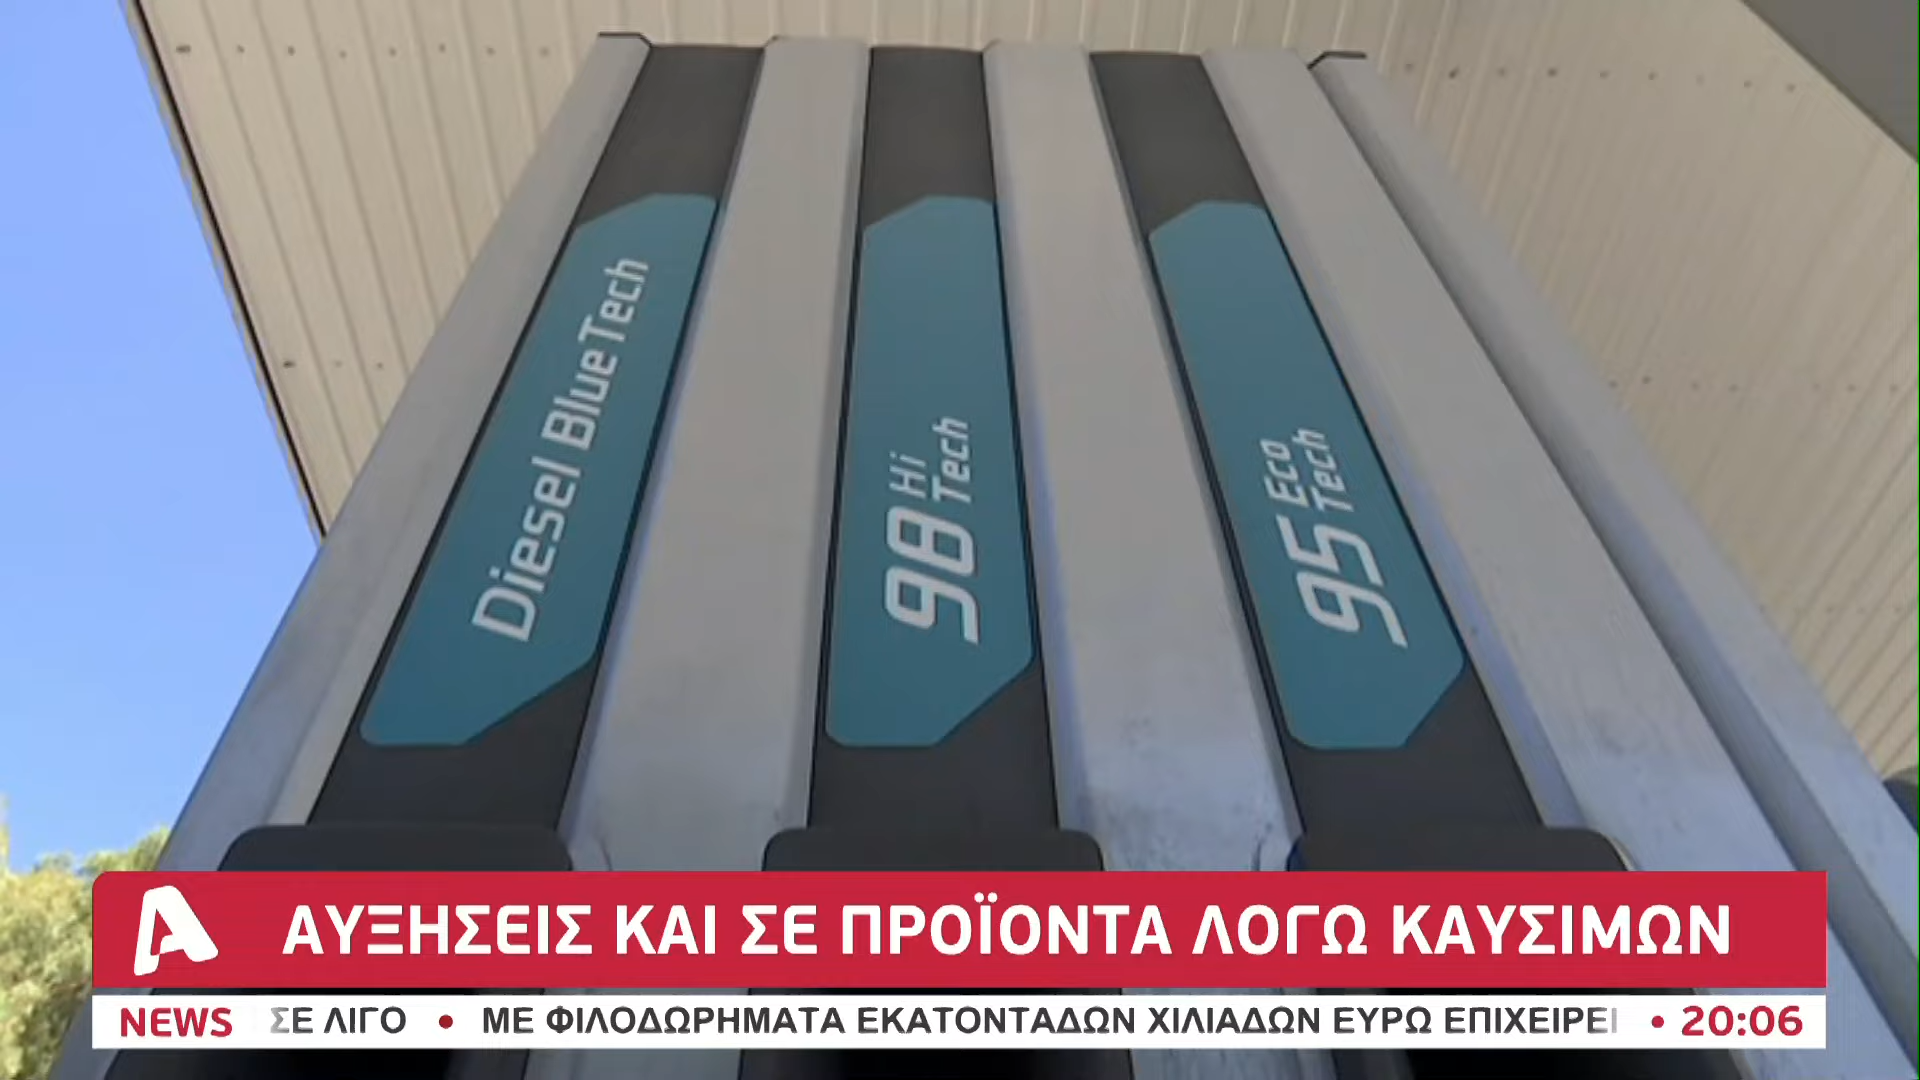 Diesel BlueTech
98 Hi Tech
95 Eco Tech
ΑΥΞΗΣΕΙΣ ΚΑΙ ΣΕ ΠΡΟΪΟΝΤΑ ΛΟΓΩ ΚΑΥΣΙΜΩΝ
NEWS ΣΕ ΛΙΓΟ • ΜΕ ΦΙΛΟΔΩΡΗΜΑΤΑ ΕΚΑΤΟΝΤΑΔΩΝ ΧΙΛΙΑΔΩΝ ΕΥΡΩ ΕΠΙΧΕΙΡΕΙ • 20:06